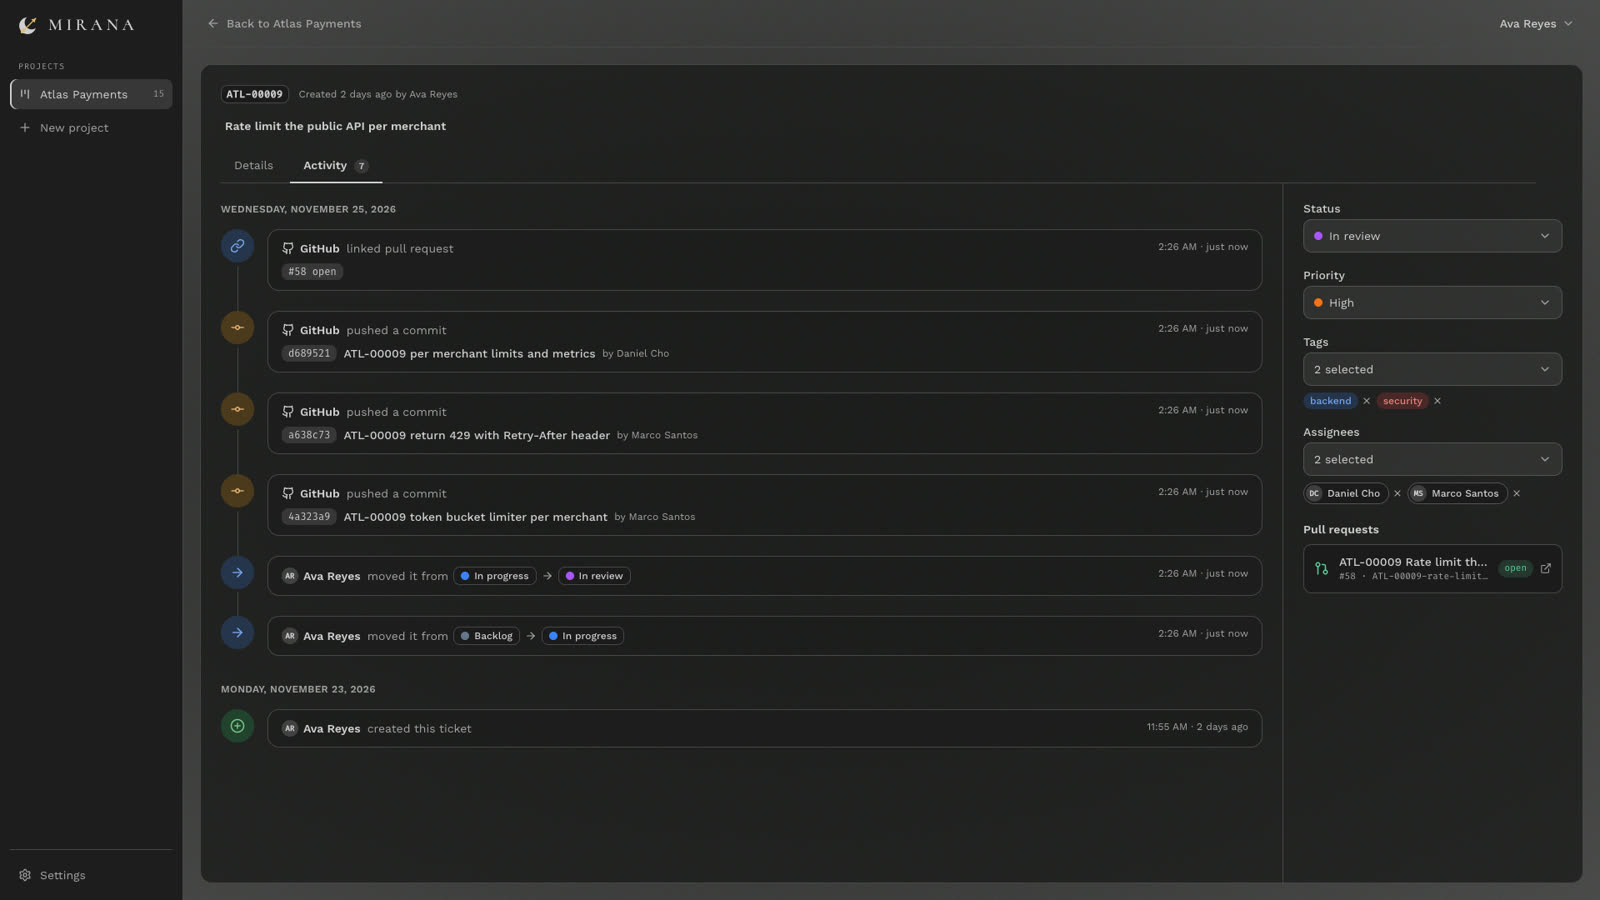 MIRANA
PROJECTS
Atlas Payments 15
New project
Settings
Back to Atlas Payments
Ava Reyes
ATL-00009 Created 2 days ago by Ava Reyes
Rate limit the public API per merchant
Details Activity 7
WEDNESDAY, NOVEMBER 25, 2026
GitHub linked pull request 2:26 AM · just now
#58 open
GitHub pushed a commit 2:26 AM · just now
d689521 ATL-00009 per merchant limits and metrics by Daniel Cho
GitHub pushed a commit 2:26 AM · just now
a638c73 ATL-00009 return 429 with Retry-After header by Marco Santos
GitHub pushed a commit 2:26 AM · just now
4a323a9 ATL-00009 token bucket limiter per merchant by Marco Santos
AR Ava Reyes moved it from In progress → In review 2:26 AM · just now
AR Ava Reyes moved it from Backlog → In progress 2:26 AM · just now
MONDAY, NOVEMBER 23, 2026
AR Ava Reyes created this ticket 11:55 AM · 2 days ago
Status
In review
Priority
High
Tags
2 selected
backend × security ×
Assignees
2 selected
DC Daniel Cho × MS Marco Santos ×
Pull requests
ATL-00009 Rate limit th... open
#58 · ATL-00009-rate-limit…